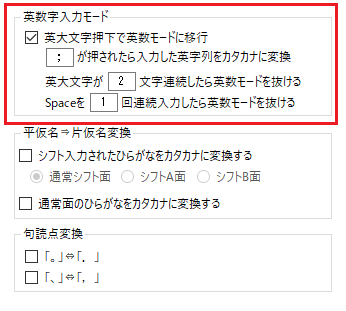 英数字入力モード
英大文字押下で英数モードに移行
; が押されたら入力した英字列をカタカナに変換
英大文字が 2 文字連続したら英数モードを抜ける
Spaceを 1 回連続入力したら英数モードを抜ける
平仮名⇒片仮名変換
シフト入力されたひらがなをカタカナに変換する
通常シフト面 シフトA面 シフトB面
通常面のひらがなをカタカナに変換する
句読点変換
「。」⇔「．」
「、」⇔「，」